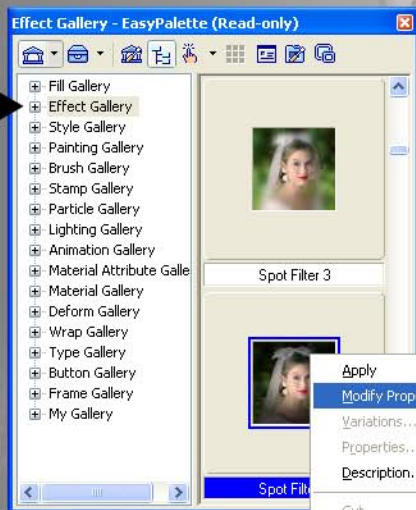 Effect Gallery - EasyPalette (Read-only)
Fill Gallery
Effect Gallery
Style Gallery
Painting Gallery
Brush Gallery
Stamp Gallery
Particle Gallery
Lighting Gallery
Animation Gallery
Material Attribute Galle
Material Gallery
Deform Gallery
Wrap Gallery
Type Gallery
Button Gallery
Frame Gallery
My Gallery
Spot Filter 3
Spot Filt
Apply
Modify Prop
Variations...
Properties...
Description.